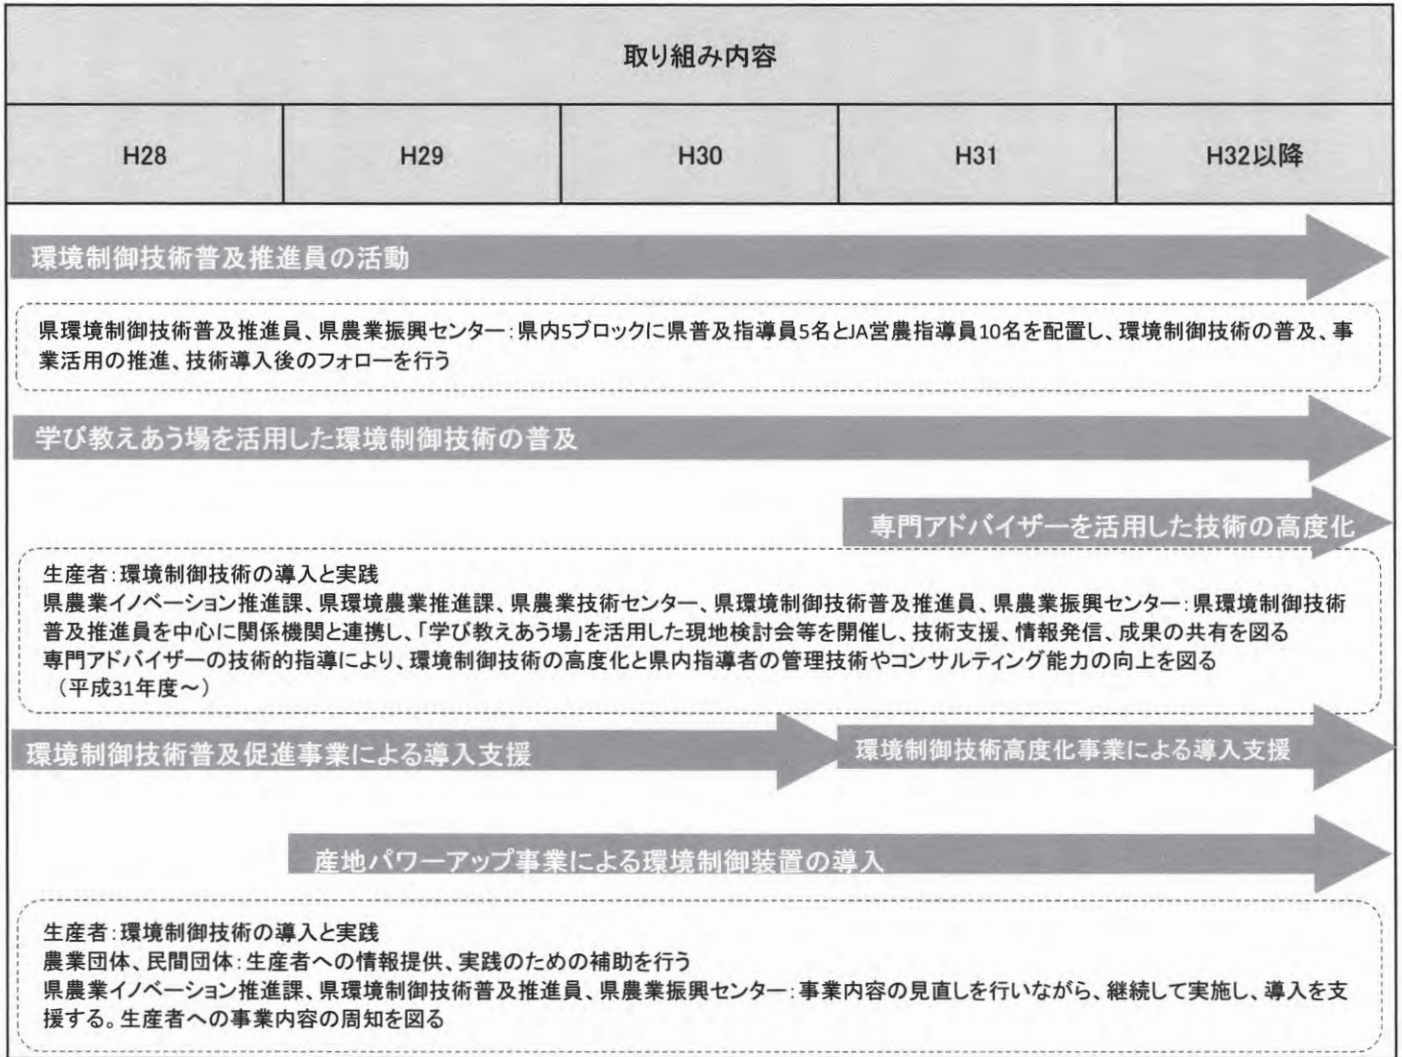 取り組み内容
H28
H29
H30
H31
H32以降
環境制御技術普及推進員の活動
県環境制御技術普及推進員、県農業振興センター:県内5ブロックに県普及指導員5名とJA営農指導員10名を配置し、環境制御技術の普及、事
業活用の推進、技術導入後のフォローを行う
学び教えあう場を活用した環境制御技術の普及
専門アドバイザーを活用した技術の高度化
生産者:環境制御技術の導入と実践
県農業イノベーション推進課、県環境農業推進課、県農業技術センター、県環境制御技術普及推進員、県農業振興センター:県環境制御技術
普及推進員を中心に関係機関と連携し、「学び教えあう場」を活用した現地検討会等を開催し、技術支援、情報発信、成果の共有を図る
専門アドバイザーの技術的指導により、環境制御技術の高度化と県内指導者の管理技術やコンサルティング能力の向上を図る
(平成31年度~)
環境制御技術普及促進事業による導入支援
環境制御技術高度化事業による導入支援
産地パワーアップ事業による環境制御装置の導入
生産者:環境制御技術の導入と実践
農業団体、民間団体:生産者への情報提供、実践のための補助を行う
県農業イノベーション推進課、県環境制御技術普及推進員、県農業振興センター:事業内容の見直しを行いながら、継続して実施し、導入を支
援する。生産者への事業内容の周知を図る